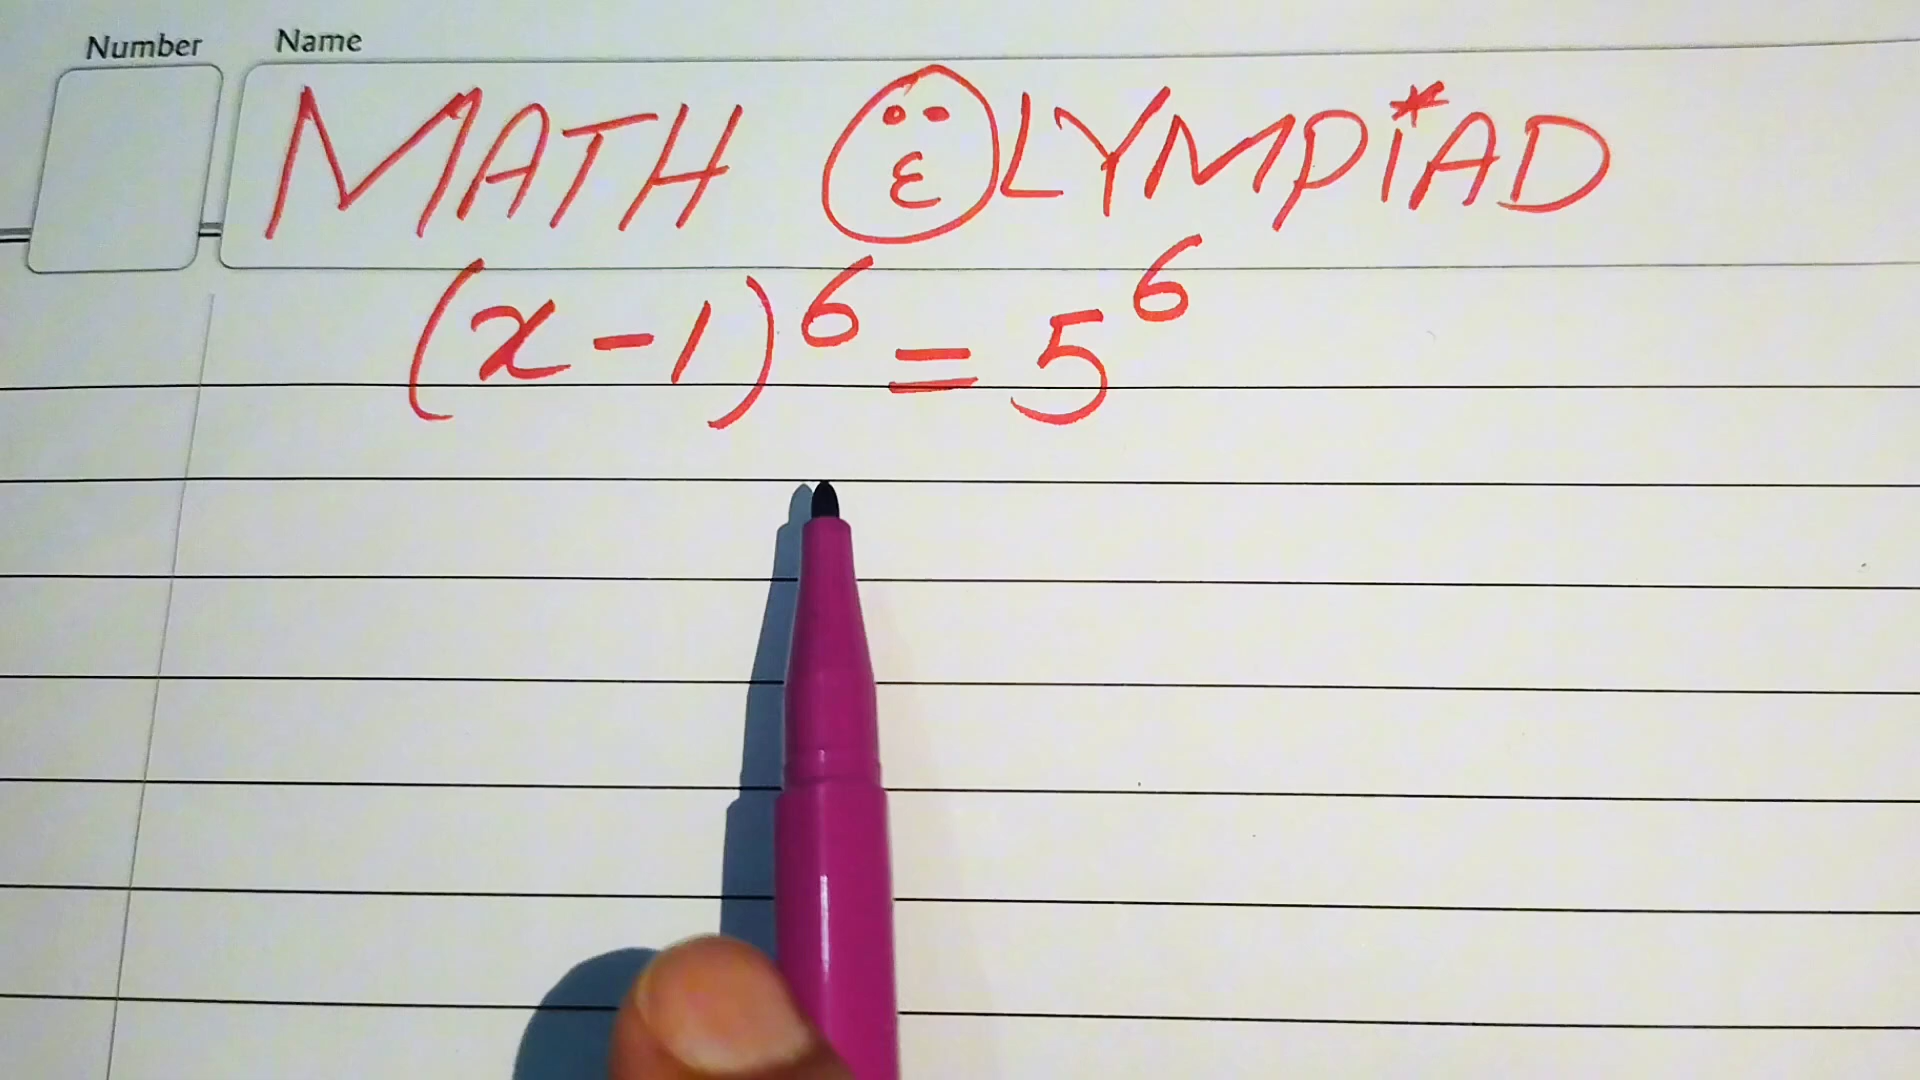 Number Name
MATH OLYMPiAD
(x-1)^6 = 5^6